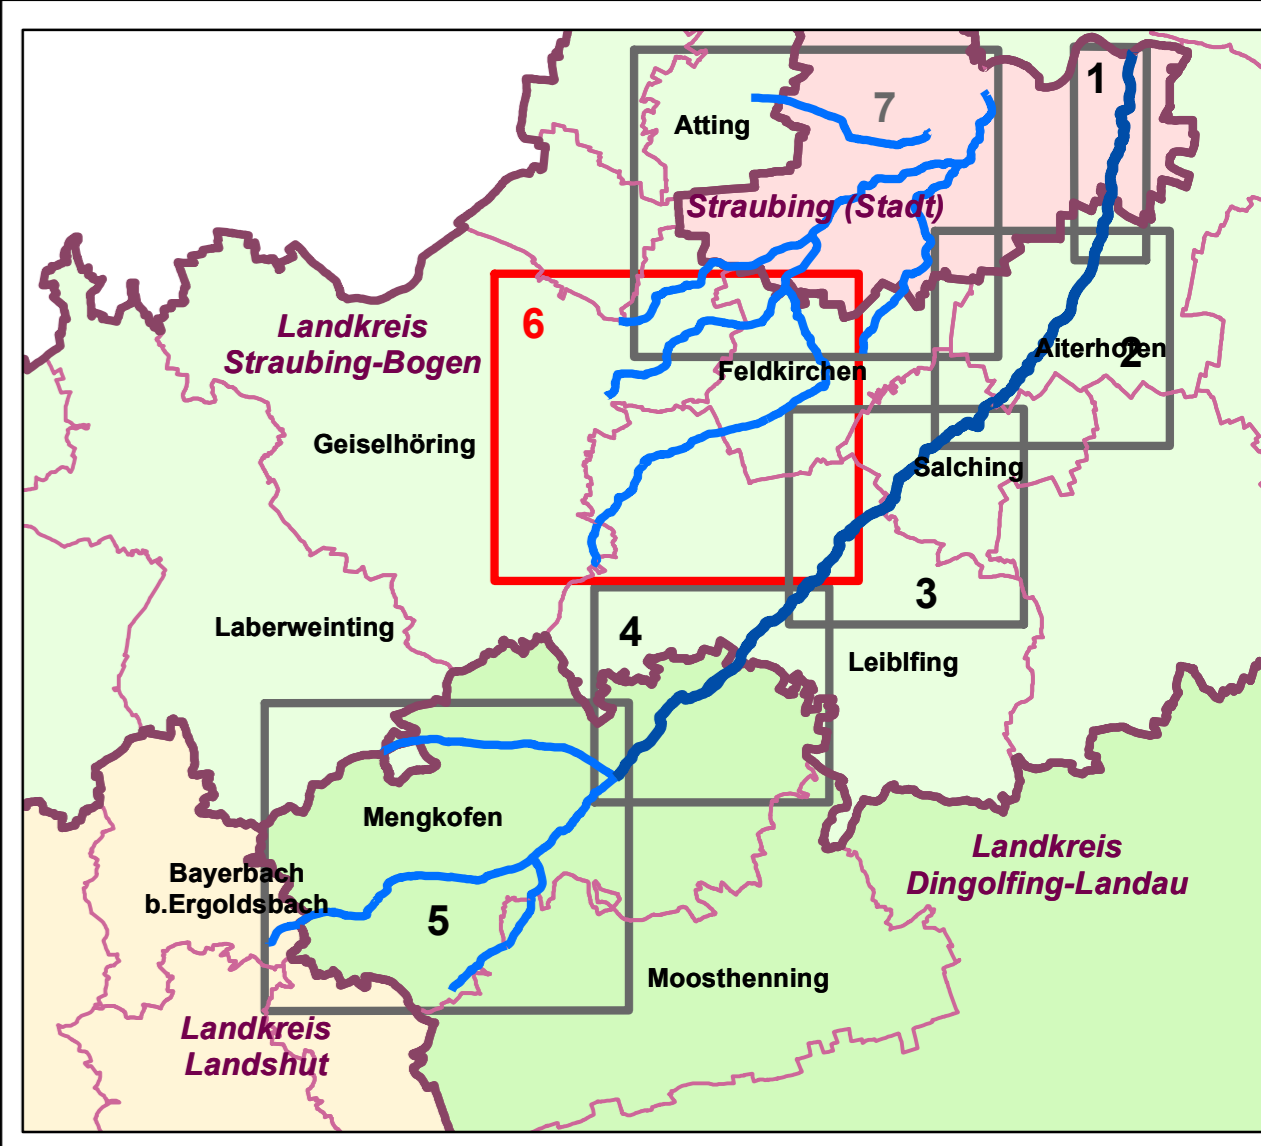 1
7
Atting
Straubing (Stadt)
6
Landkreis
Straubing-Bogen
Aiterhofen
2
Feldkirchen
Geiselhöring
Salching
3
Laberweinting
4
Leiblfing
Mengkofen
Landkreis
Dingolfing-Landau
Bayerbach
b.Ergoldsbach
5
Moosthenning
Landkreis
Landshut